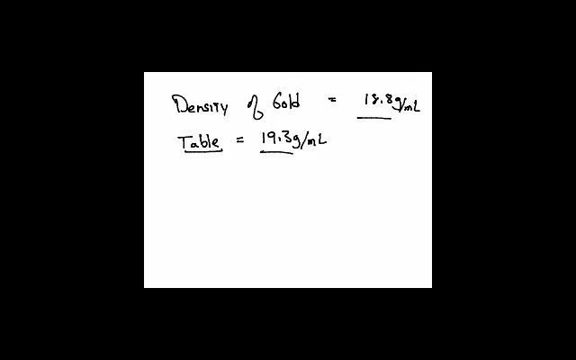 Density of Gold = 18.8g/mL
Table = 19.3g/mL